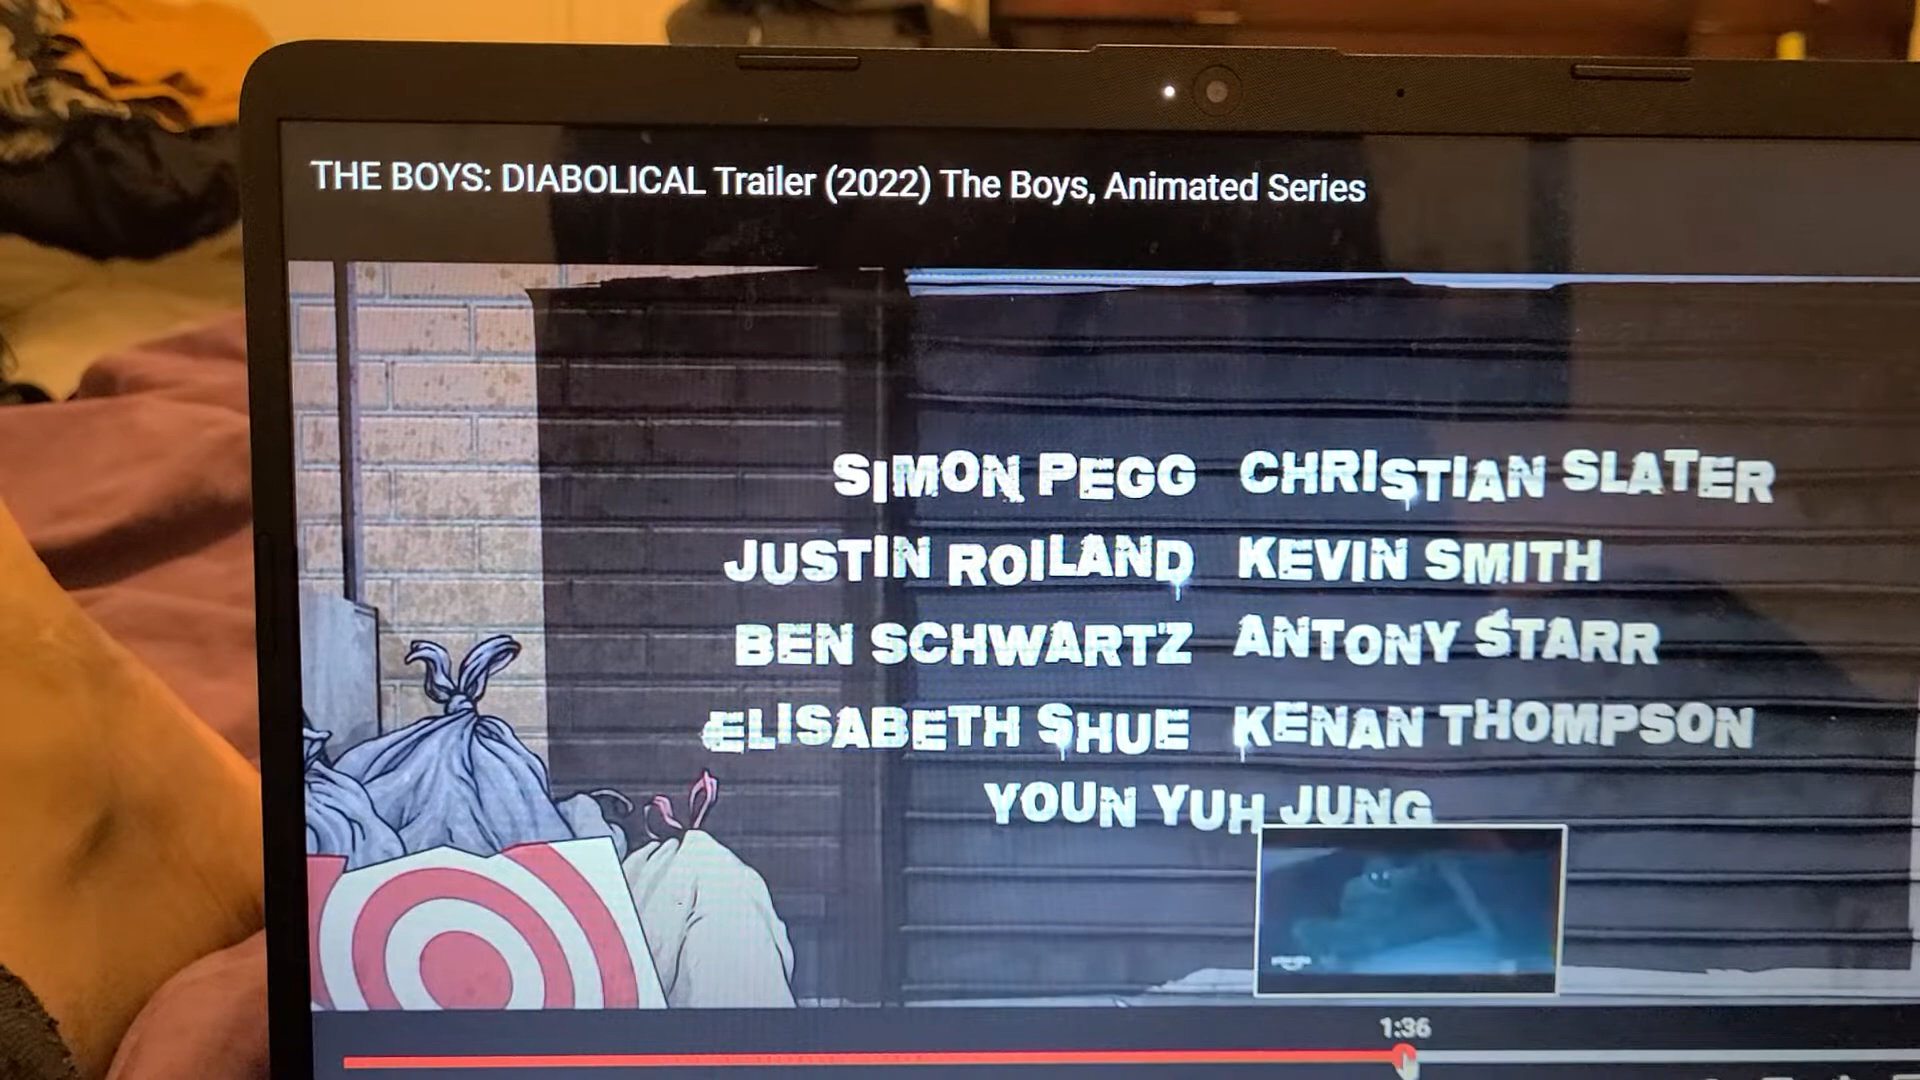 THE BOYS: DIABOLICAL Trailer (2022) The Boys, Animated Series
SIMON PEGG CHRISTIAN SLATER
JUSTIN ROILAND KEVIN SMITH
BEN SCHWARTZ ANTONY STARR
ELISABETH SHUE KENAN THOMPSON
YOUN YUH JUNG
1:36